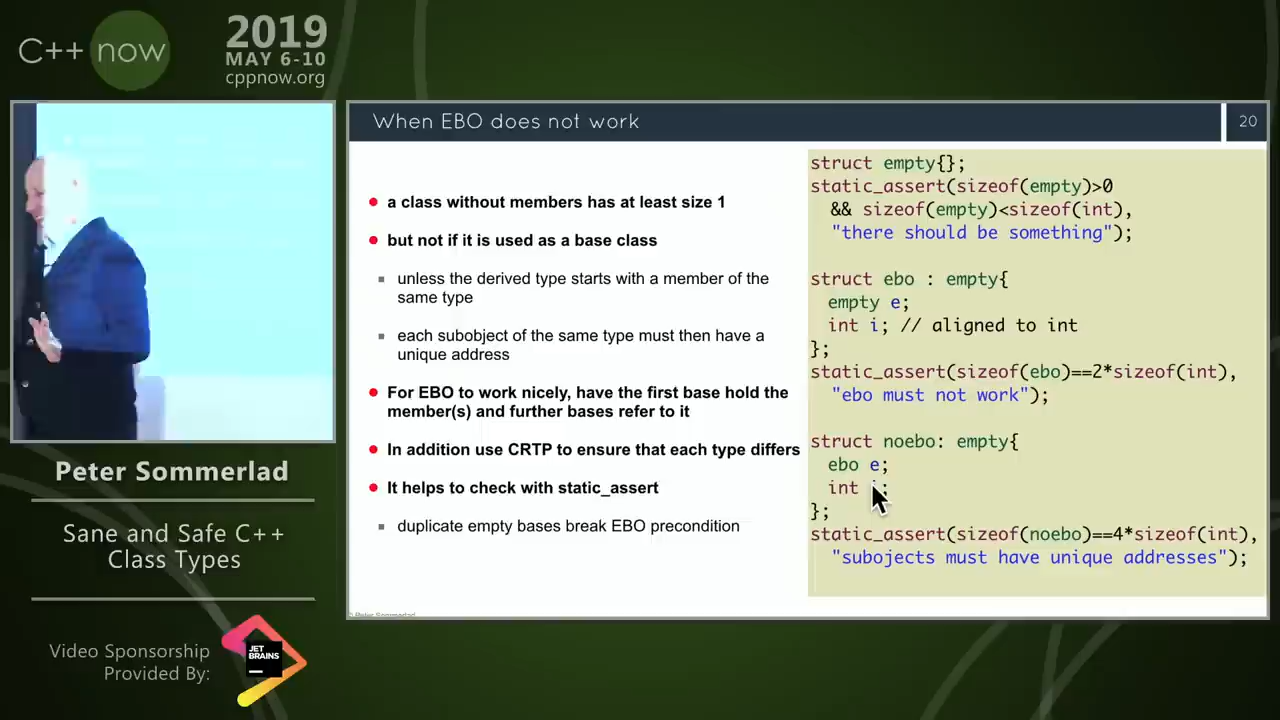 C++ now
2019
MAY 6-10
cppnow.org
When EBO does not work
20
a class without members has at least size 1
but not if it is used as a base class
unless the derived type starts with a member of the
same type
each subobject of the same type must then have a
unique address
For EBO to work nicely, have the first base hold the
member(s) and further bases refer to it
In addition use CRTP to ensure that each type differs
It helps to check with static_assert
duplicate empty bases break EBO precondition
© Peter Sommerlad
struct empty{};
static_assert(sizeof(empty)>0
&& sizeof(empty)<sizeof(int),
"there should be something");
struct ebo : empty{
empty e;
int i; // aligned to int
};
static_assert(sizeof(ebo)==2*sizeof(int),
"ebo must not work");
struct noebo: empty{
ebo e;
int i;
};
static_assert(sizeof(noebo)==4*sizeof(int),
"subojects must have unique addresses");
Peter Sommerlad
Sane and Safe C++
Class Types
Video Sponsorship
Provided By:
JET
BRAINS